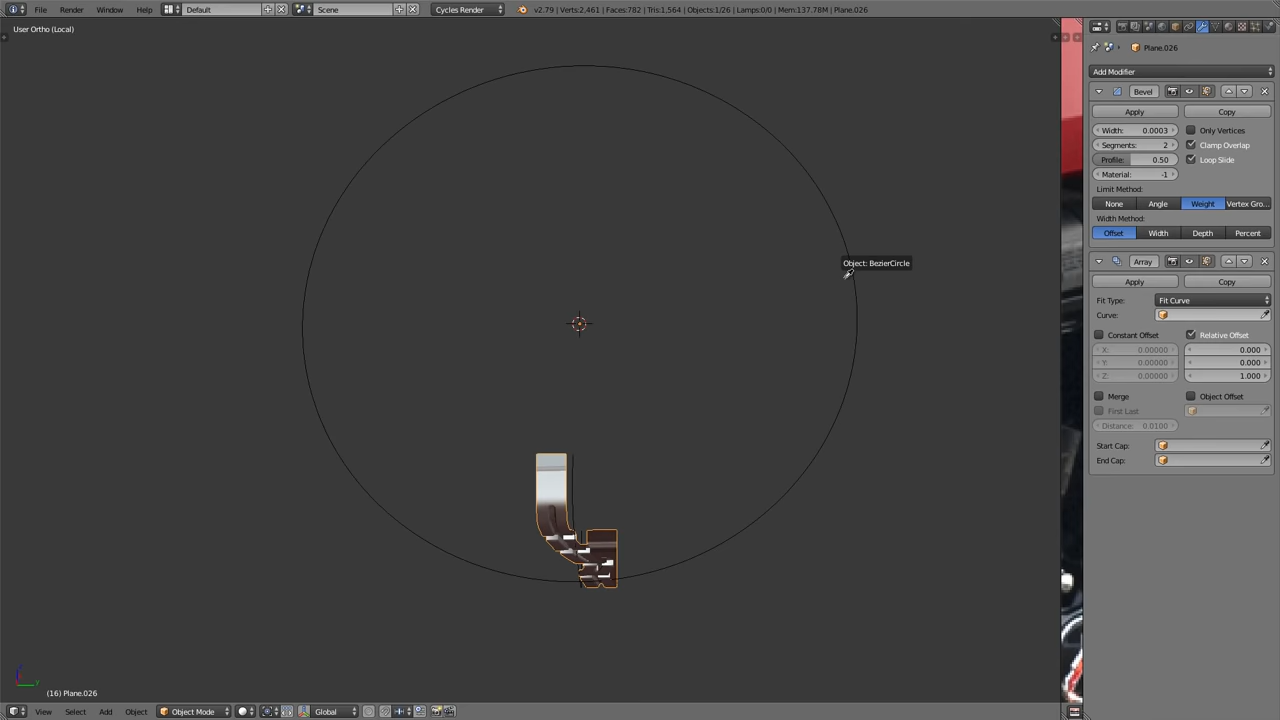 File Render Window Help Default Scene Cycles Render v2.79 | Verts:2,461 | Faces:782 | Tris:1,564 | Objects:1/26 | Lamps:0/0 | Mem:137.78M | Plane.026
User Ortho (Local)
Plane.026
Add Modifier
Bevel
Apply Copy
Width: 0.0003 Only Vertices
Segments: 2 Clamp Overlap
Profile: 0.50 Loop Slide
Material: -1
Limit Method:
None Angle Weight Vertex Gro...
Width Method:
Offset Width Depth Percent
Object: BezierCircle
Array
Apply Copy
Fit Type: Fit Curve
Curve:
Constant Offset Relative Offset
X: 0.00000 0.000
Y: 0.00000 0.000
Z: 0.00000 1.000
Merge Object Offset
First Last
Distance: 0.0100
Start Cap:
End Cap:
(16) Plane.026
View Select Add Object Object Mode Global